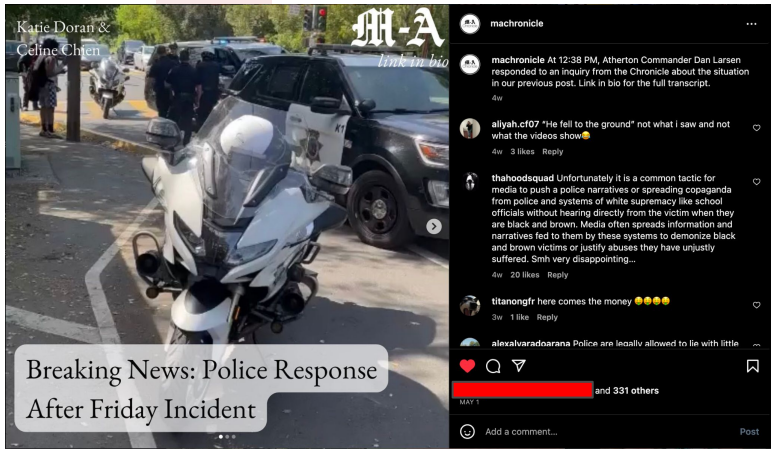 Katie Doran &
Celine Chien
M-A
link in bio
K1
Breaking News: Police Response
After Friday Incident
machronicle
machronicle At 12:38 PM, Atherton Commander Dan Larsen
responded to an inquiry from the Chronicle about the situation
in our previous post. Link in bio for the full transcript.
4w
aliyah.cf07 “He fell to the ground” not what i saw and not
what the videos show😂
4w 3 likes Reply
thahoodsquad Unfortunately it is a common tactic for
media to push a police narratives or spreading copaganda
from police and systems of white supremacy like school
officials without hearing directly from the victim when they
are black and brown. Media often spreads information and
narratives fed to them by these systems to demonize black
and brown victims or justify abuses they have unjustly
suffered. Smh very disappointing...
4w 20 likes Reply
titanongfr here comes the money 🤑🤑🤑🤑
3w 1 like Reply
alexalvaradoarana Police are legally allowed to lie with little
and 331 others
MAY 1
Add a comment...
Post